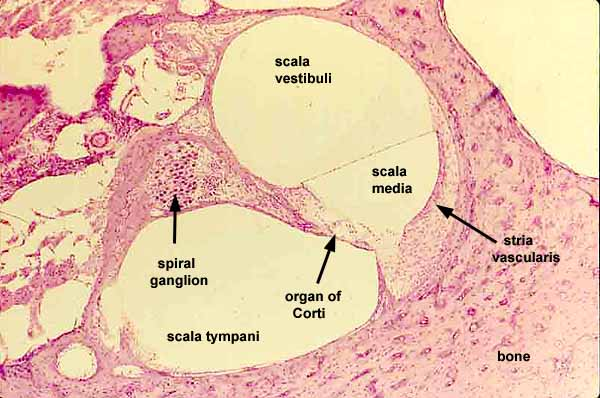 scala
vestibuli
scala
media
stria
vascularis
spiral
ganglion
organ of
Corti
scala tympani
bone